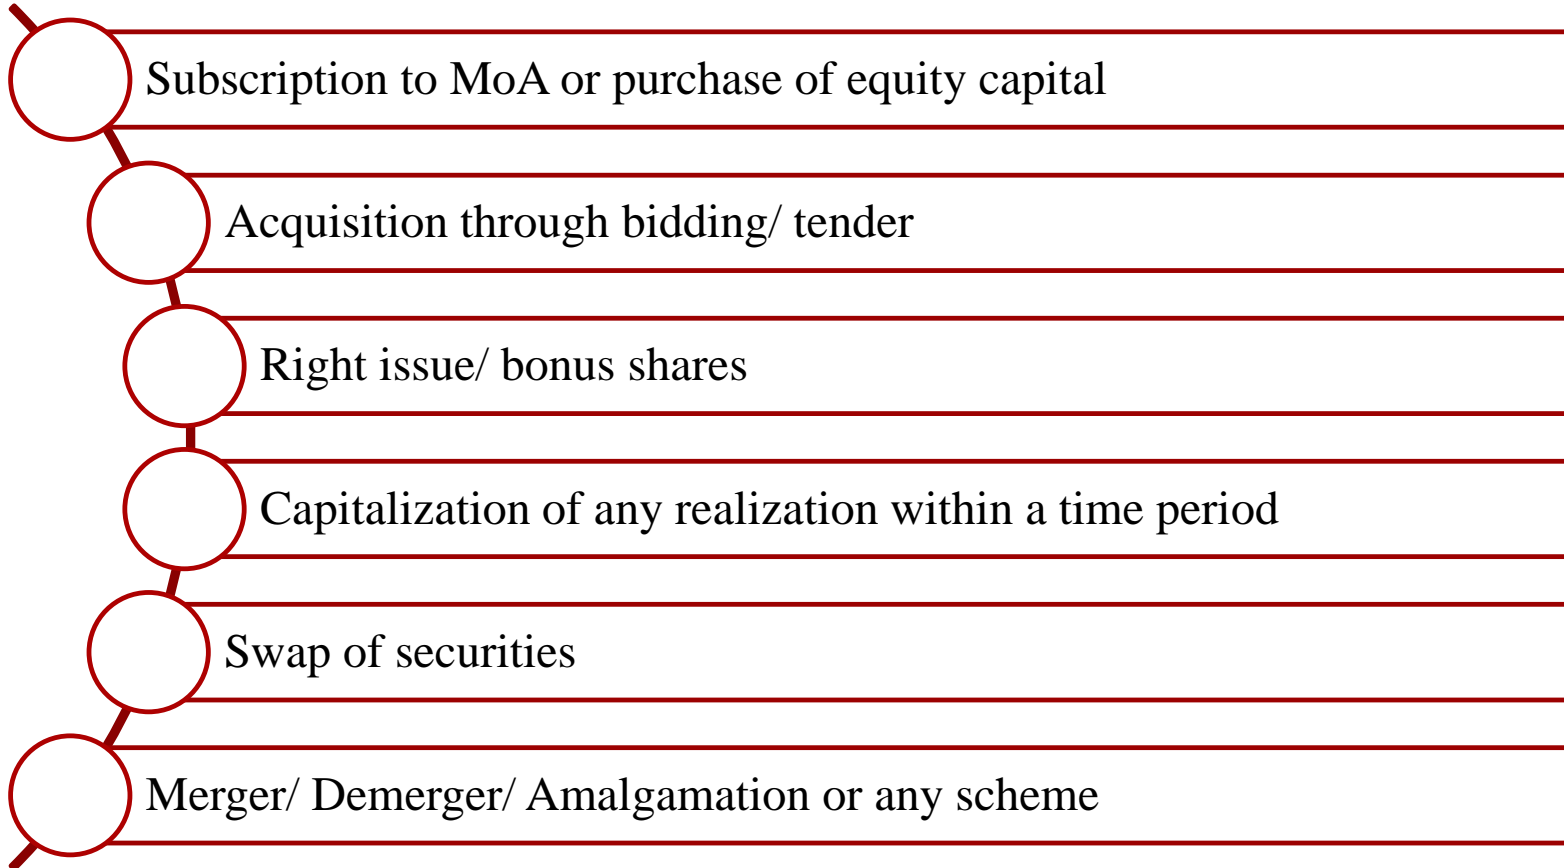 Subscription to MoA or purchase of equity capital
Acquisition through bidding/ tender
Right issue/ bonus shares
Capitalization of any realization within a time period
Swap of securities
Merger/ Demerger/ Amalgamation or any scheme